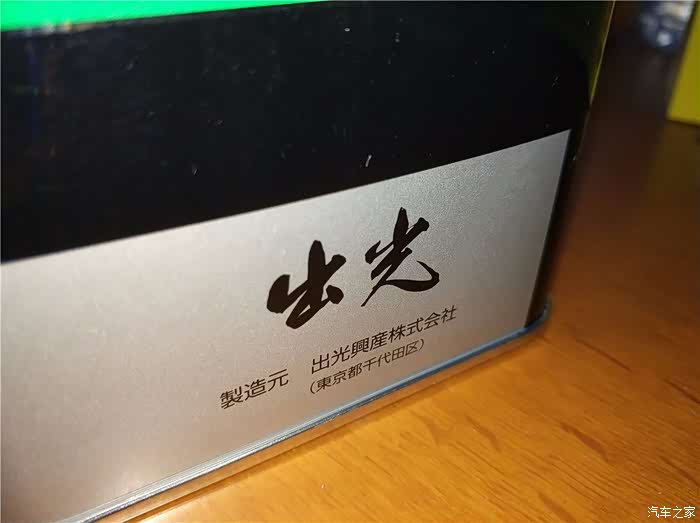 出光
製造元 出光興産株式会社
(東京都千代田区)
汽车之家